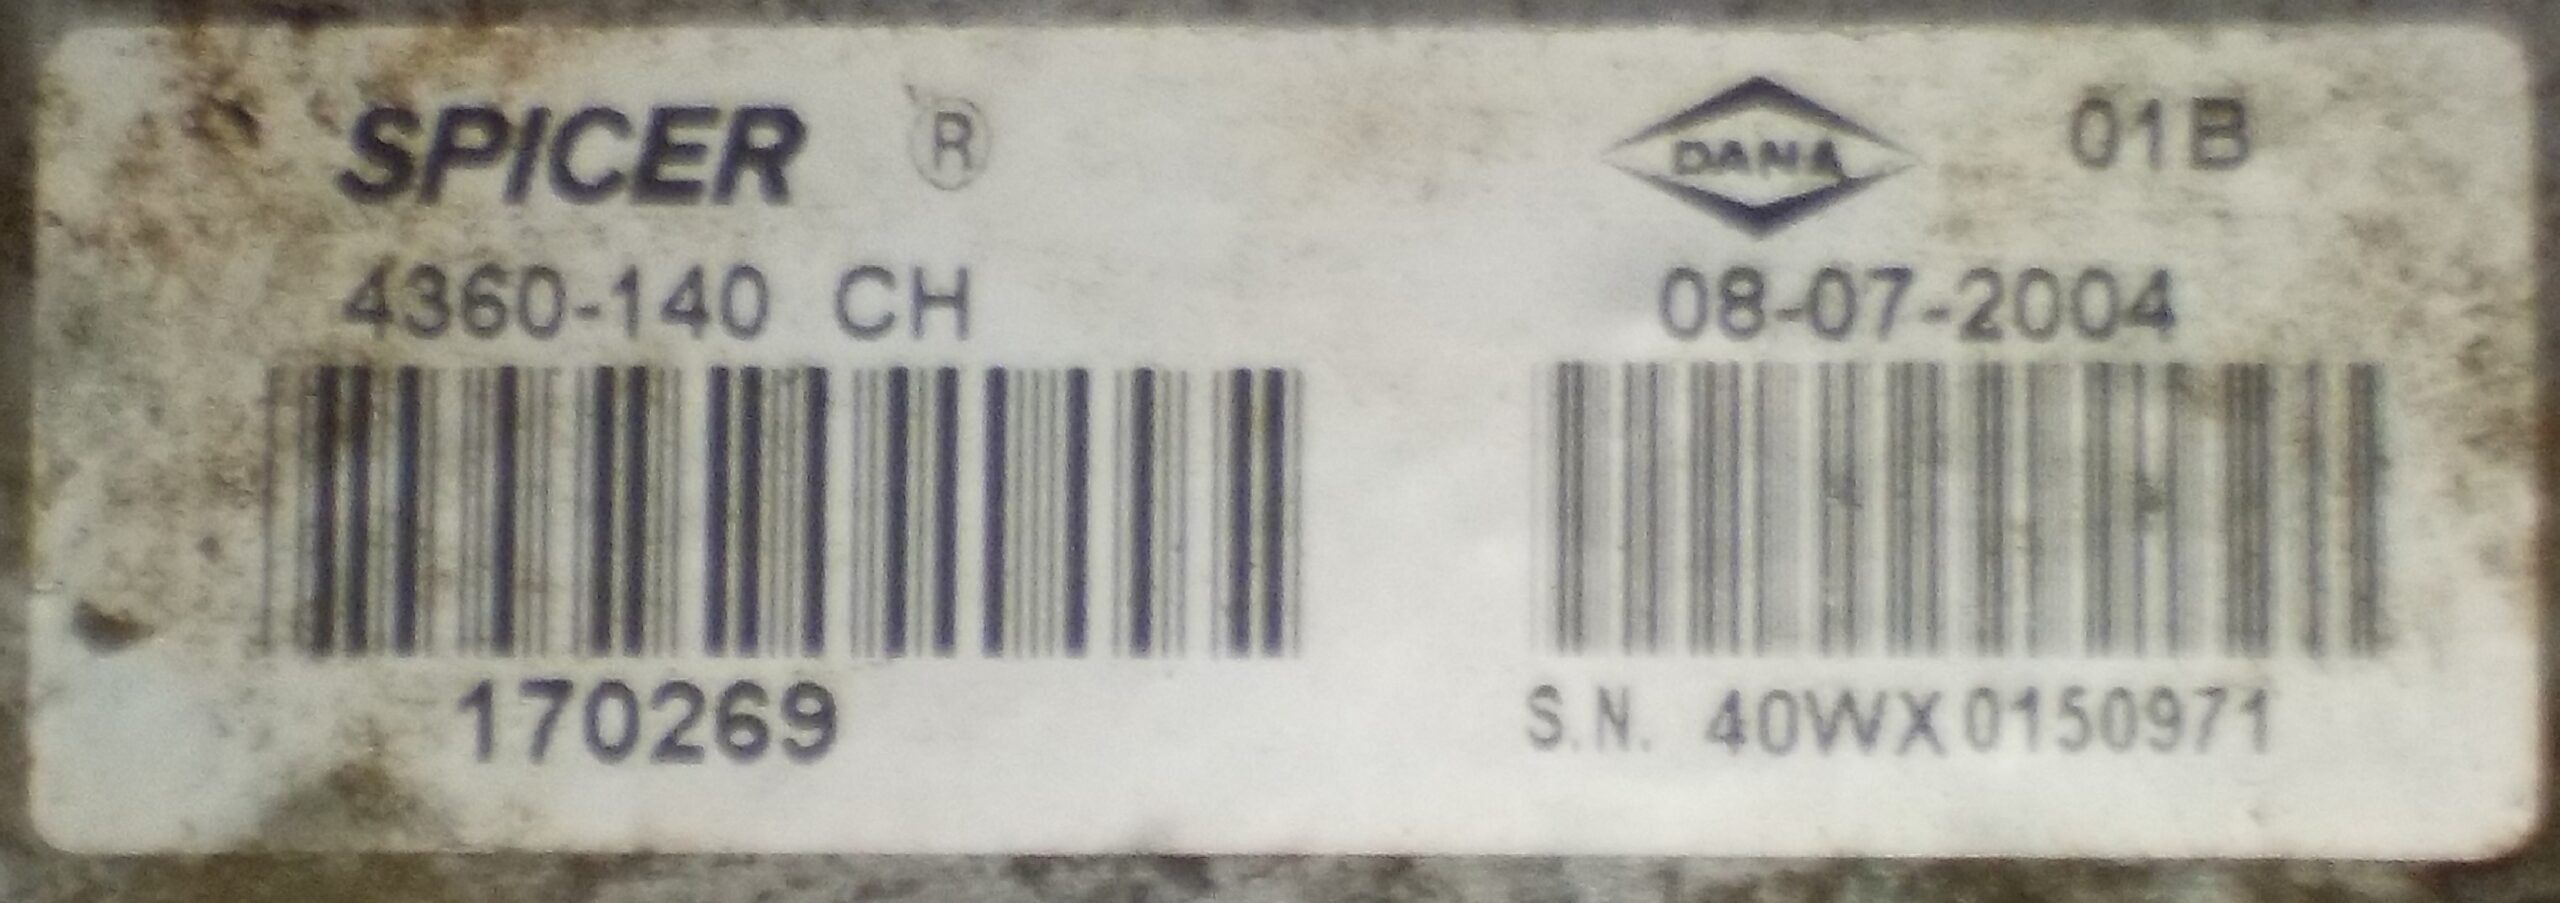 SPICER ®
DANA 01B
4360-140 CH
08-07-2004
170269
S.N. 40WX0150971